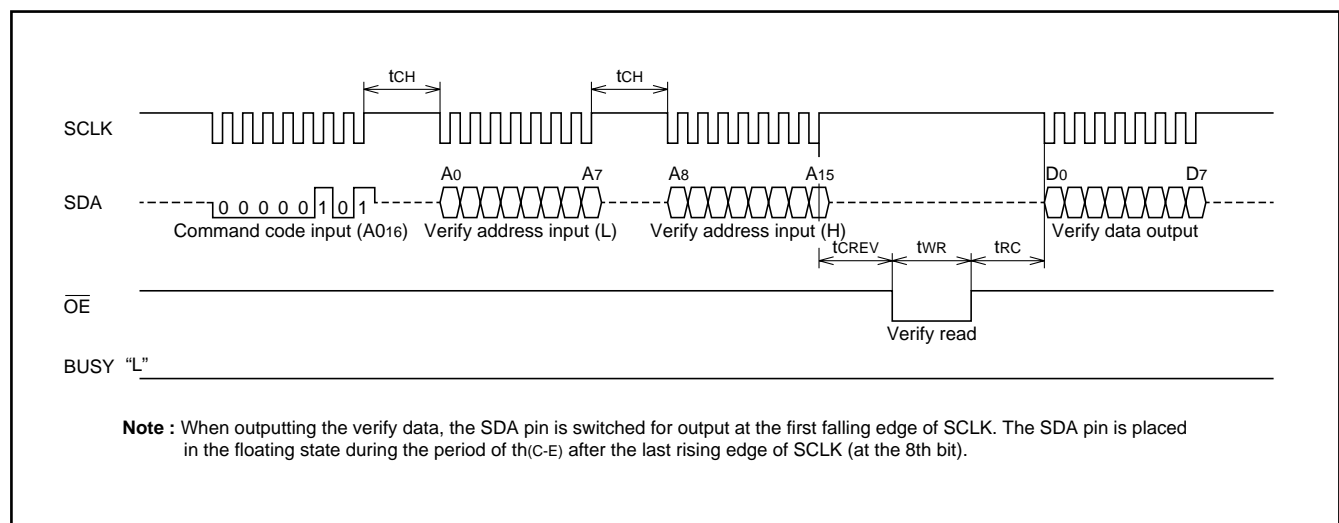 tCH tCH
SCLK
A0 A7 A8 A15 D0 D7
SDA 0 0 0 0 0 1 0 1
Command code input (A016) Verify address input (L) Verify address input (H) Verify data output
tCREV tWR tRC
OE
Verify read
BUSY “L”
Note : When outputting the verify data, the SDA pin is switched for output at the first falling edge of SCLK. The SDA pin is placed
in the floating state during the period of th(C-E) after the last rising edge of SCLK (at the 8th bit).